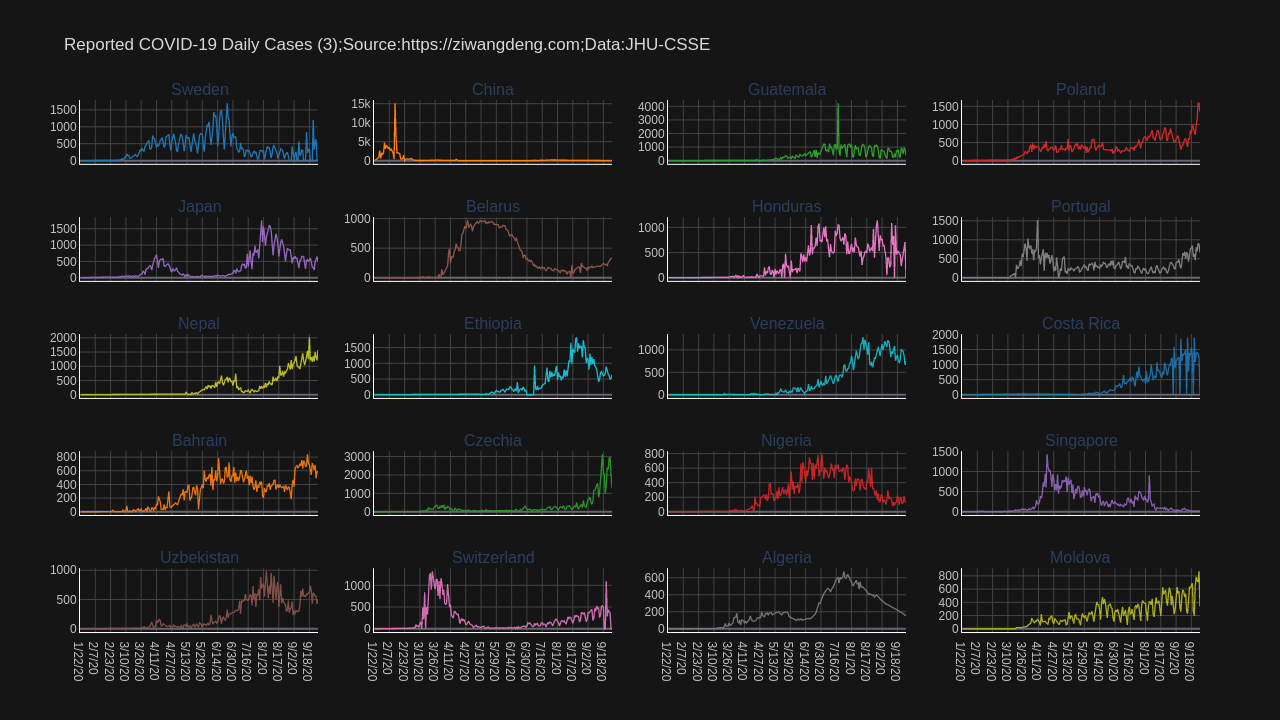 Reported COVID-19 Daily Cases (3);Source:https://ziwangdeng.com;Data:JHU-CSSE
Sweden
1500
1000
500
0
China
15k
10k
5k
0
Guatemala
4000
3000
2000
1000
0
Poland
1500
1000
500
0
Japan
1500
1000
500
0
Belarus
1000
500
0
Honduras
1000
500
0
Portugal
1500
1000
500
0
Nepal
2000
1500
1000
500
0
Ethiopia
1500
1000
500
0
Venezuela
1000
500
0
Costa Rica
2000
1500
1000
500
0
Bahrain
800
600
400
200
0
Czechia
3000
2000
1000
0
Nigeria
800
600
400
200
0
Singapore
1500
1000
500
0
Uzbekistan
1000
500
0
1/22/20 2/7/20 2/23/20 3/10/20 3/26/20 4/11/20 4/27/20 5/13/20 5/29/20 6/14/20 6/30/20 7/16/20 8/1/20 8/17/20 9/2/20 9/18/20
Switzerland
1000
500
0
1/22/20 2/7/20 2/23/20 3/10/20 3/26/20 4/11/20 4/27/20 5/13/20 5/29/20 6/14/20 6/30/20 7/16/20 8/1/20 8/17/20 9/2/20 9/18/20
Algeria
600
400
200
0
1/22/20 2/7/20 2/23/20 3/10/20 3/26/20 4/11/20 4/27/20 5/13/20 5/29/20 6/14/20 6/30/20 7/16/20 8/1/20 8/17/20 9/2/20 9/18/20
Moldova
800
600
400
200
0
1/22/20 2/7/20 2/23/20 3/10/20 3/26/20 4/11/20 4/27/20 5/13/20 5/29/20 6/14/20 6/30/20 7/16/20 8/1/20 8/17/20 9/2/20 9/18/20